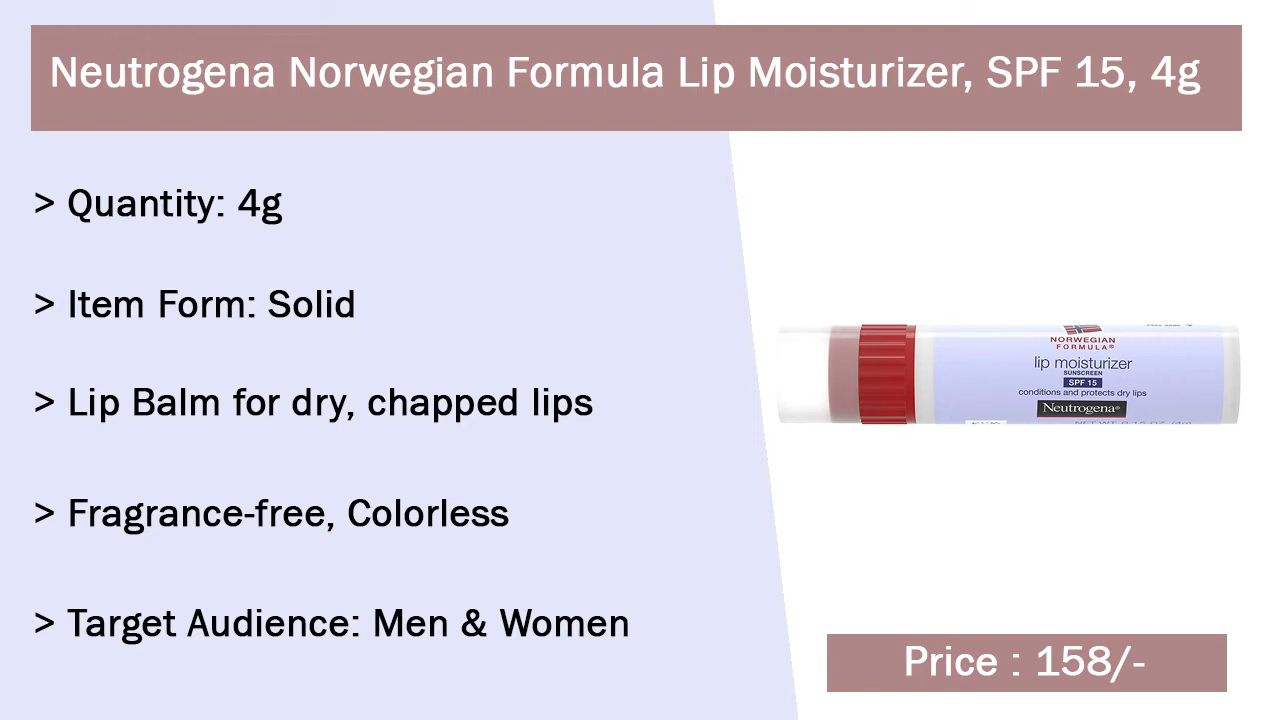 Neutrogena Norwegian Formula Lip Moisturizer, SPF 15, 4g
> Quantity: 4g
> Item Form: Solid
> Lip Balm for dry, chapped lips
> Fragrance-free, Colorless
> Target Audience: Men & Women
NORWEGIAN
FORMULA®
lip moisturizer
SUNSCREEN
SPF 15
conditions and protects dry lips
Neutrogena®
Price : 158/-